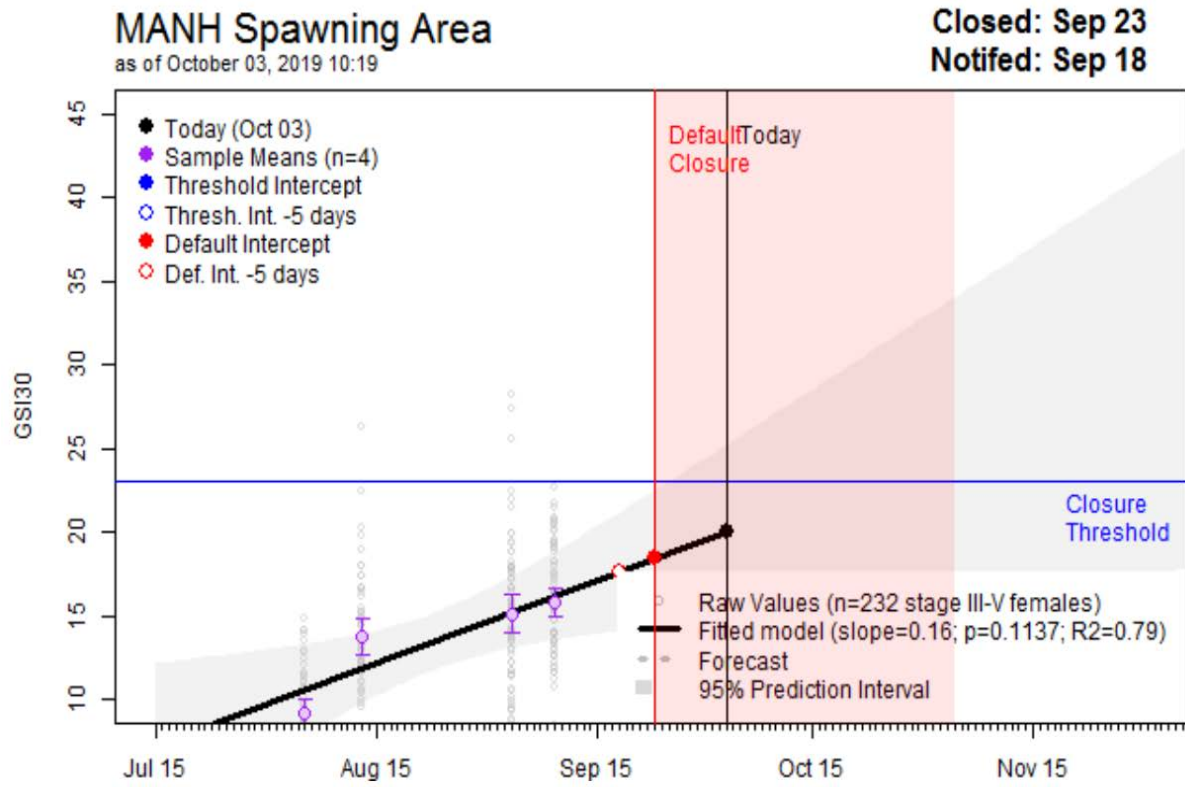 MANH Spawning Area
as of October 03, 2019 10:19
Closed: Sep 23
Notifed: Sep 18
45
40
35
30
25
20
15
10
GSI30
Today (Oct 03)
Sample Means (n=4)
Threshold Intercept
Thresh. Int. -5 days
Default Intercept
Def. Int. -5 days
Default Today
Closure
Closure
Threshold
Raw Values (n=232 stage III-V females)
Fitted model (slope=0.16; p=0.1137; R2=0.79)
Forecast
95% Prediction Interval
Jul 15
Aug 15
Sep 15
Oct 15
Nov 15